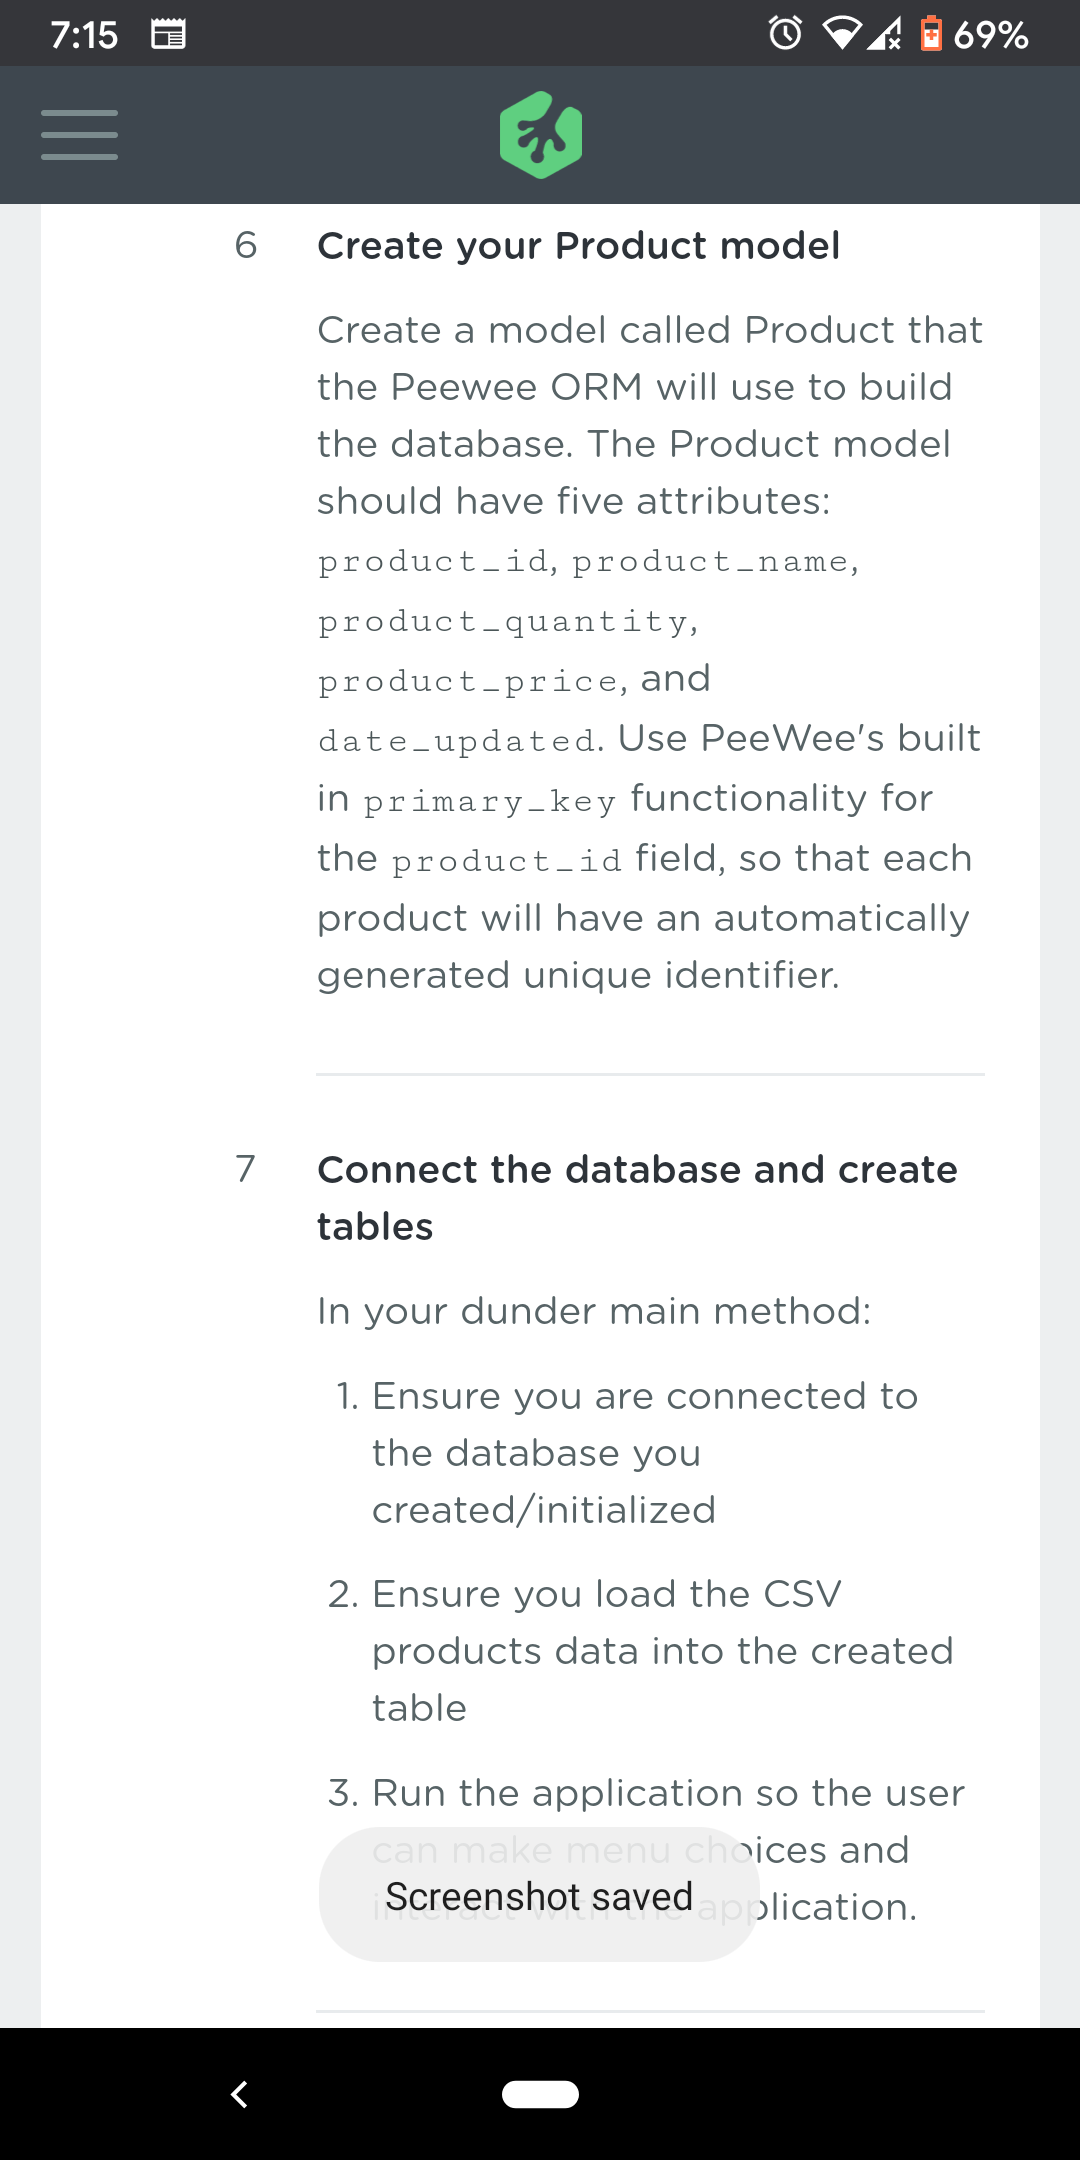 7:15
69%
6 Create your Product model
Create a model called Product that
the Peewee ORM will use to build
the database. The Product model
should have five attributes:
product_id, product_name,
product_quantity,
product_price, and
date_updated. Use PeeWee's built
in primary_key functionality for
the product_id field, so that each
product will have an automatically
generated unique identifier.
7 Connect the database and create
tables
In your dunder main method:
1. Ensure you are connected to
the database you
created/initialized
2. Ensure you load the CSV
products data into the created
table
3. Run the application so the user
can make menu choices and
interact with the application.
Screenshot saved